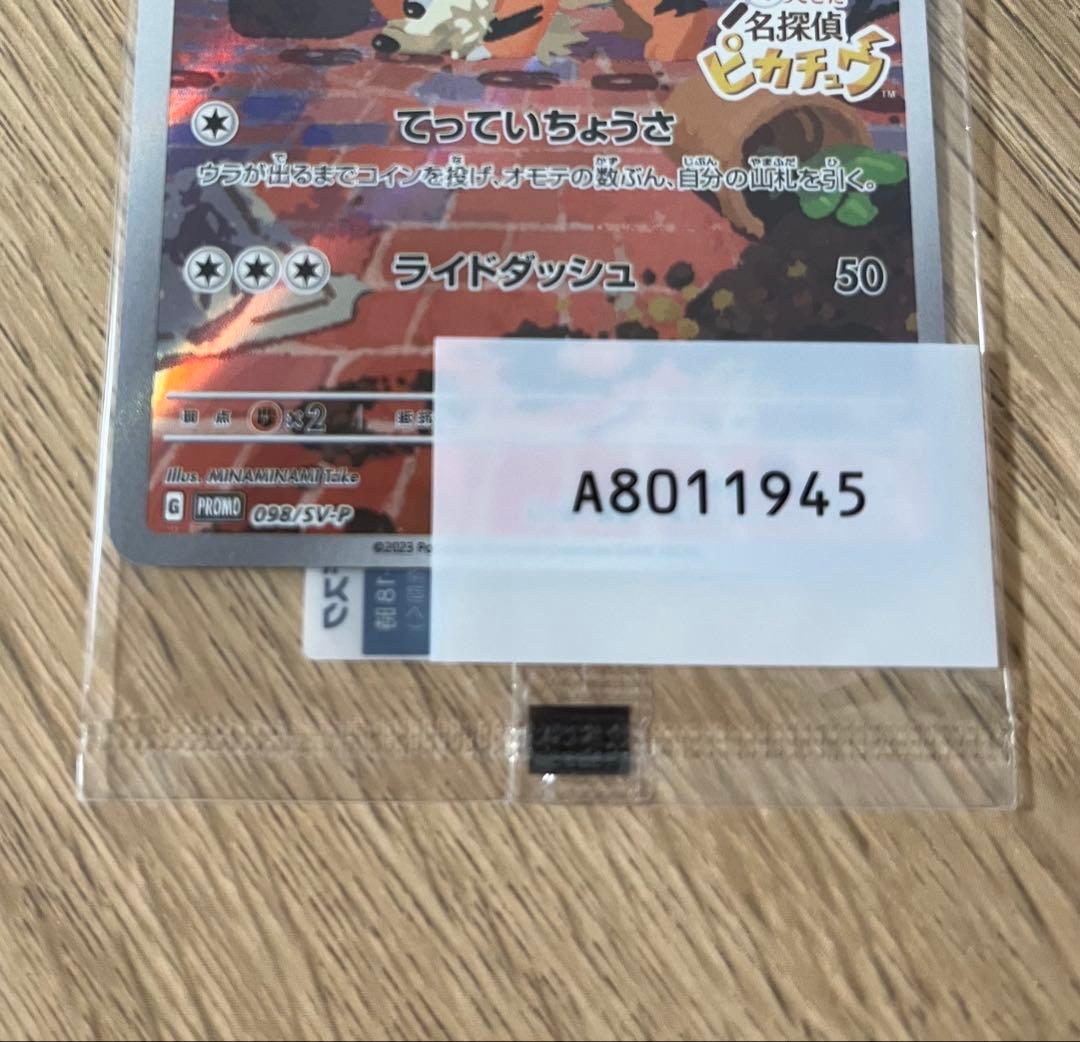 名探偵
ピカチュウ
TM
てっていちょうさ
ウラが出るまでコインを投げ、オモテの数ぶん、自分の山札を引く。
ライドダッシュ 50
弱点 ×2
Illus. MINAMINAMI Take
G PROMO 098/SV-P
©2023
A8011945